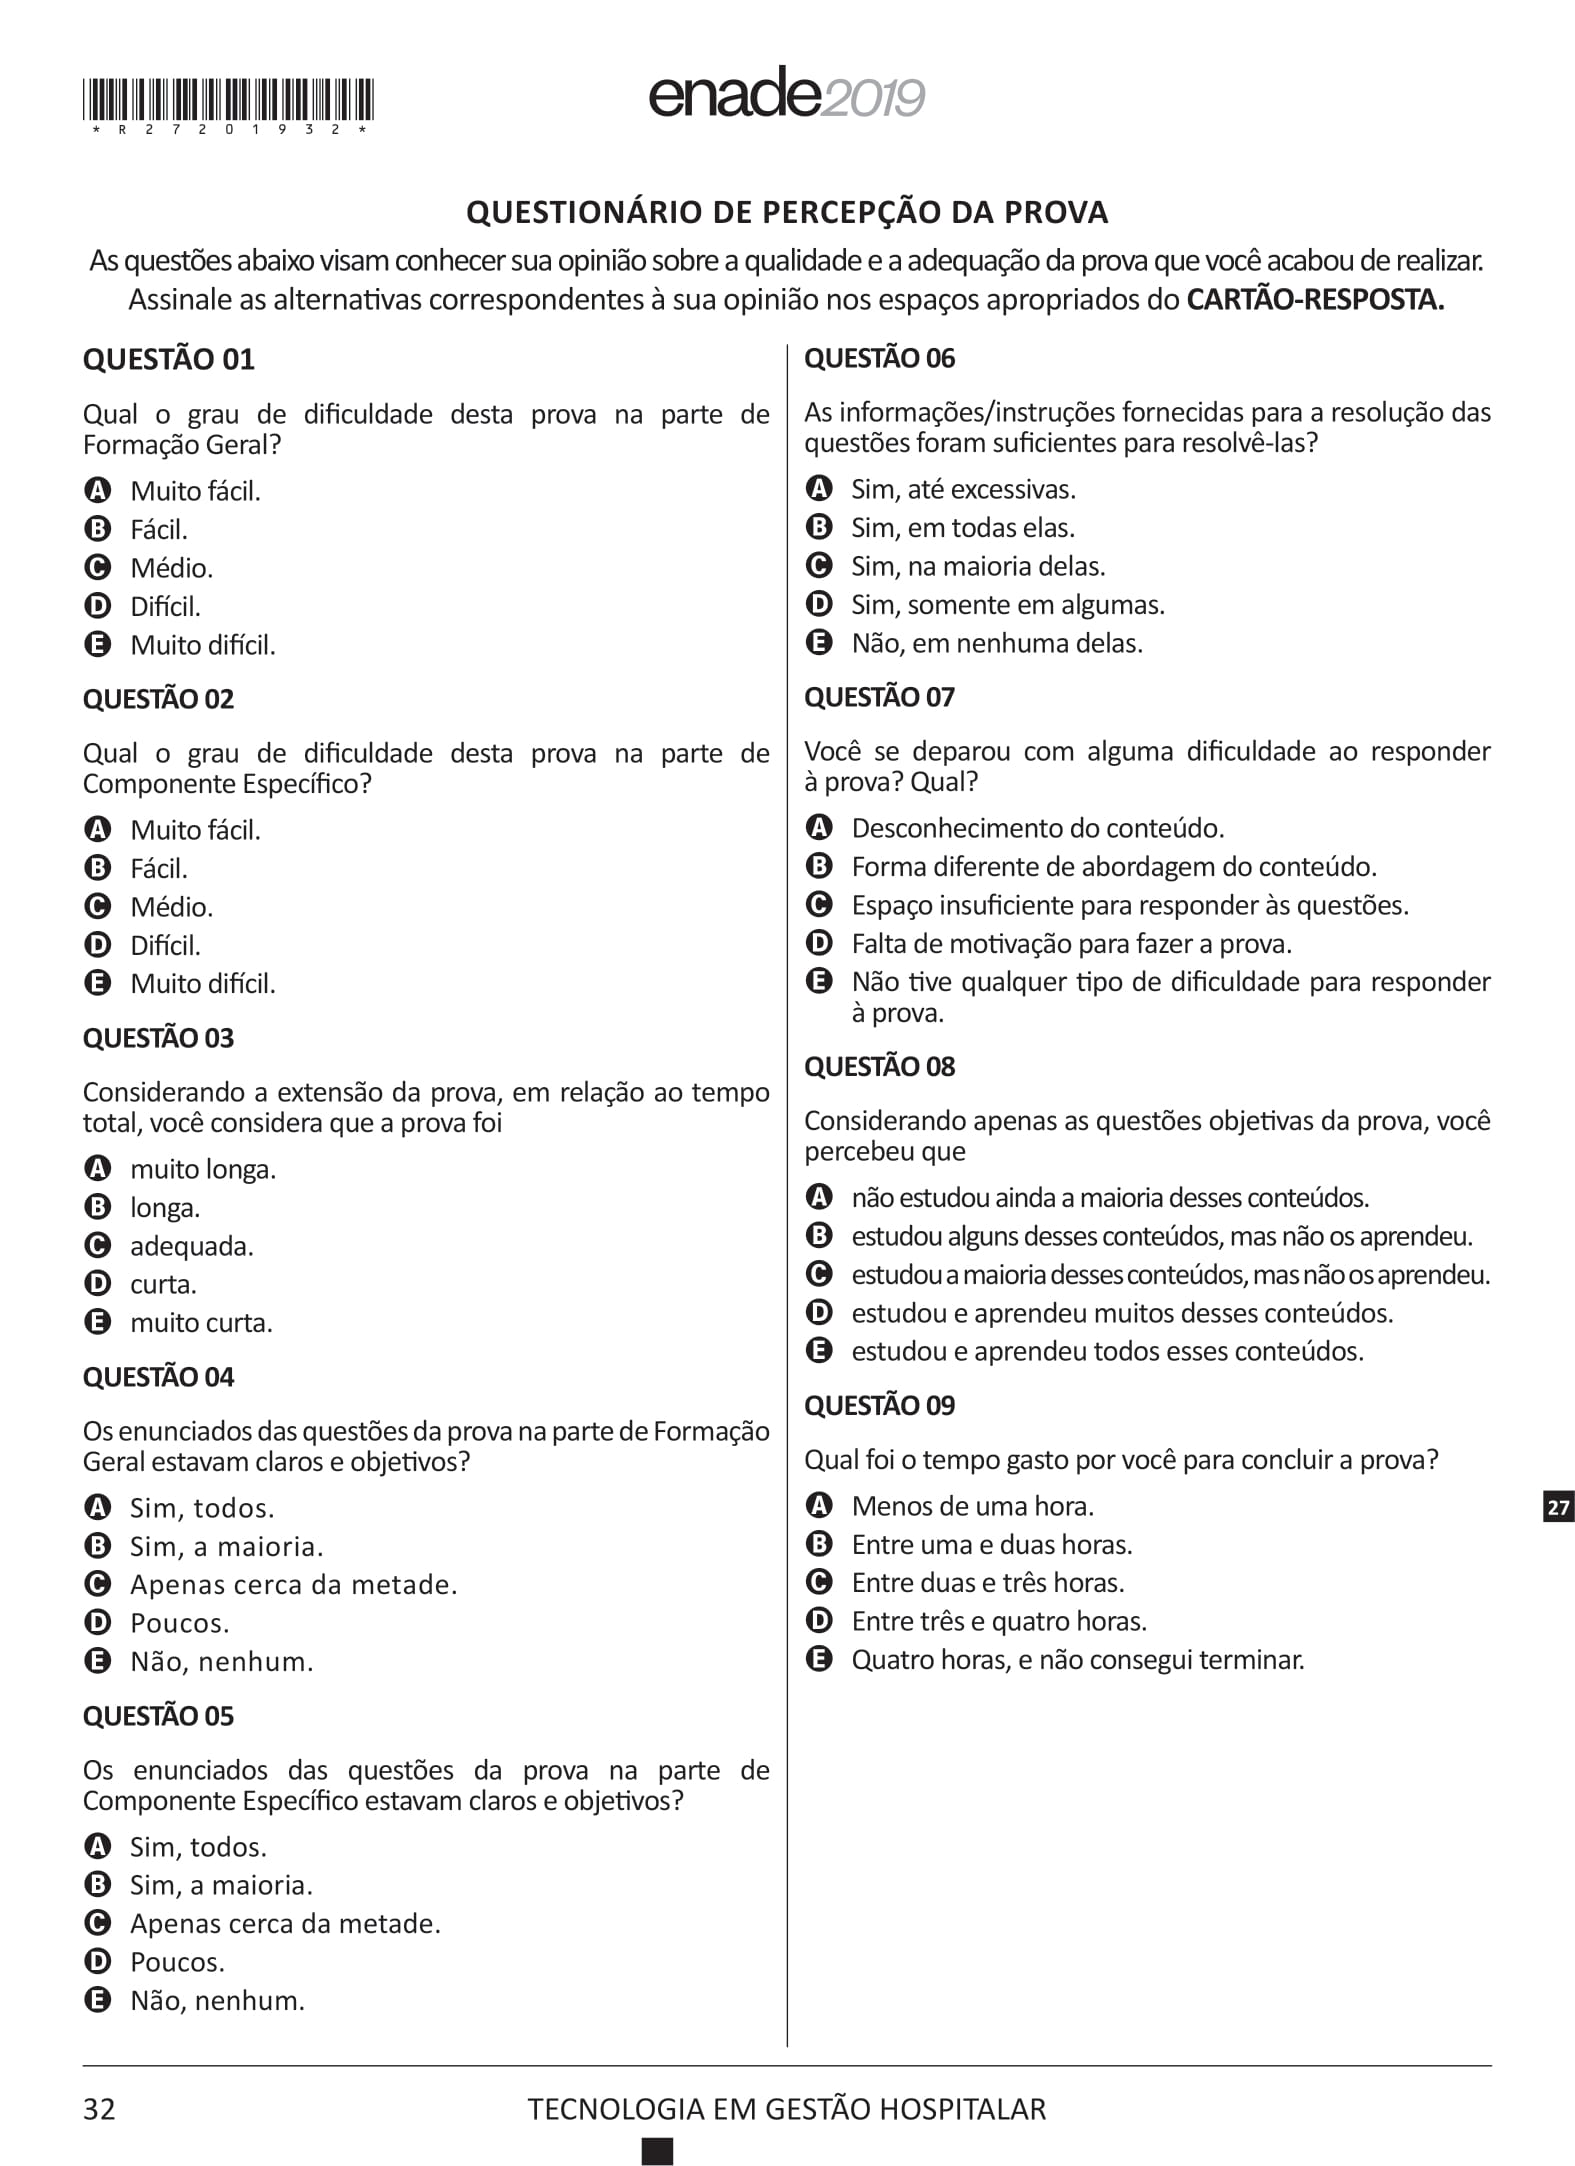 *R27201932*
enade2019
QUESTIONÁRIO DE PERCEPÇÃO DA PROVA
As questões abaixo visam conhecer sua opinião sobre a qualidade e a adequação da prova que você acabou de realizar.
Assinale as alternativas correspondentes à sua opinião nos espaços apropriados do CARTÃO-RESPOSTA.
QUESTÃO 01
Qual o grau de dificuldade desta prova na parte de
Formação Geral?
A Muito fácil.
B Fácil.
C Médio.
D Difícil.
E Muito difícil.
QUESTÃO 02
Qual o grau de dificuldade desta prova na parte de
Componente Específico?
A Muito fácil.
B Fácil.
C Médio.
D Difícil.
E Muito difícil.
QUESTÃO 03
Considerando a extensão da prova, em relação ao tempo
total, você considera que a prova foi
A muito longa.
B longa.
C adequada.
D curta.
E muito curta.
QUESTÃO 04
Os enunciados das questões da prova na parte de Formação
Geral estavam claros e objetivos?
A Sim, todos.
B Sim, a maioria.
C Apenas cerca da metade.
D Poucos.
E Não, nenhum.
QUESTÃO 05
Os enunciados das questões da prova na parte de
Componente Específico estavam claros e objetivos?
A Sim, todos.
B Sim, a maioria.
C Apenas cerca da metade.
D Poucos.
E Não, nenhum.
QUESTÃO 06
As informações/instruções fornecidas para a resolução das
questões foram suficientes para resolvê-las?
A Sim, até excessivas.
B Sim, em todas elas.
C Sim, na maioria delas.
D Sim, somente em algumas.
E Não, em nenhuma delas.
QUESTÃO 07
Você se deparou com alguma dificuldade ao responder
à prova? Qual?
A Desconhecimento do conteúdo.
B Forma diferente de abordagem do conteúdo.
C Espaço insuficiente para responder às questões.
D Falta de motivação para fazer a prova.
E Não tive qualquer tipo de dificuldade para responder
à prova.
QUESTÃO 08
Considerando apenas as questões objetivas da prova, você
percebeu que
A não estudou ainda a maioria desses conteúdos.
B estudou alguns desses conteúdos, mas não os aprendeu.
C estudou a maioria desses conteúdos, mas não os aprendeu.
D estudou e aprendeu muitos desses conteúdos.
E estudou e aprendeu todos esses conteúdos.
QUESTÃO 09
Qual foi o tempo gasto por você para concluir a prova?
A Menos de uma hora.
B Entre uma e duas horas.
C Entre duas e três horas.
D Entre três e quatro horas.
E Quatro horas, e não consegui terminar.
27
32
TECNOLOGIA EM GESTÃO HOSPITALAR